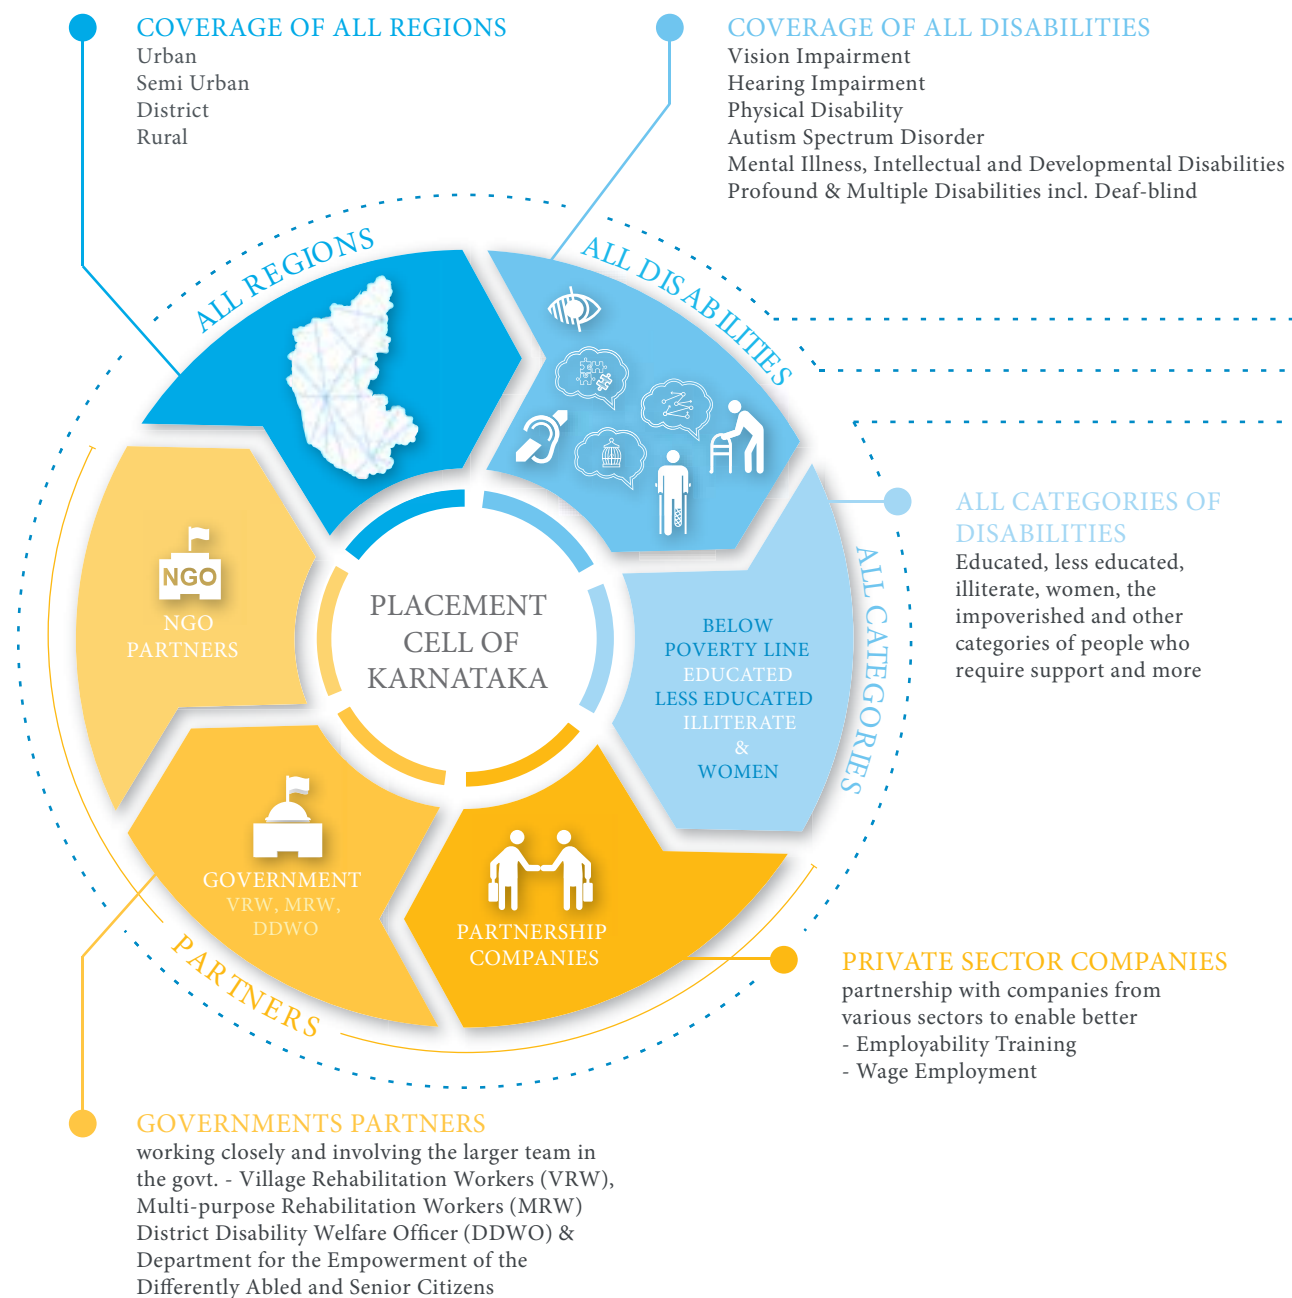 COVERAGE OF ALL REGIONS
Urban
Semi Urban
District
Rural
COVERAGE OF ALL DISABILITIES
Vision Impairment
Hearing Impairment
Physical Disability
Autism Spectrum Disorder
Mental Illness, Intellectual and Developmental Disabilities
Profound & Multiple Disabilities incl. Deaf-blind
ALL REGIONS
ALL DISABILITIES
ALL CATEGORIES OF
DISABILITIES
Educated, less educated,
illiterate, women, the
impoverished and other
categories of people who
require support and more
ALL CATEGORIES
NGO
NGO
PARTNERS
PLACEMENT
CELL OF
KARNATAKA
BELOW
POVERTY LINE
EDUCATED
LESS EDUCATED
ILLITERATE
&
WOMEN
GOVERNMENT
VRW, MRW,
DDWO
PARTNERSHIP
COMPANIES
PARTNERS
PRIVATE SECTOR COMPANIES
partnership with companies from
various sectors to enable better
- Employability Training
- Wage Employment
GOVERNMENTS PARTNERS
working closely and involving the larger team in
the govt. - Village Rehabilitation Workers (VRW),
Multi-purpose Rehabilitation Workers (MRW)
District Disability Welfare Officer (DDWO) &
Department for the Empowerment of the
Differently Abled and Senior Citizens